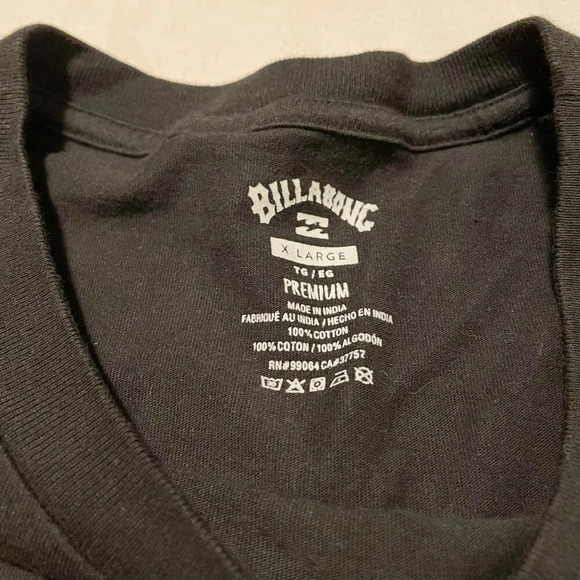 BILLABONG
X-LARGE
TG / EG
PREMIUM
MADE IN INDIA
FABRIQUÉ AU INDIA / HECHO EN INDIA
100% COTTON
100% COTON / 100% ALGODÓN
RN#99064 CA#37757